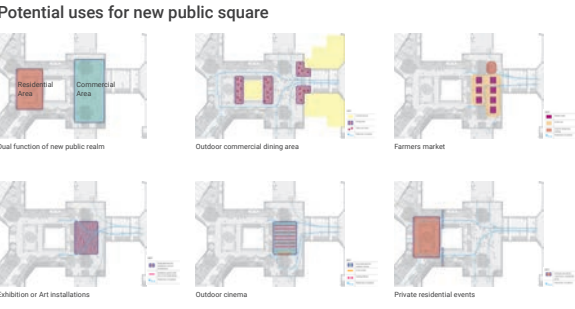 Potential uses for new public square
Residential
Area
Commercial
Area
Dual function of new public realm
Outdoor commercial dining area
Farmers market
Exhibition or Art installations
Outdoor cinema
Private residential events